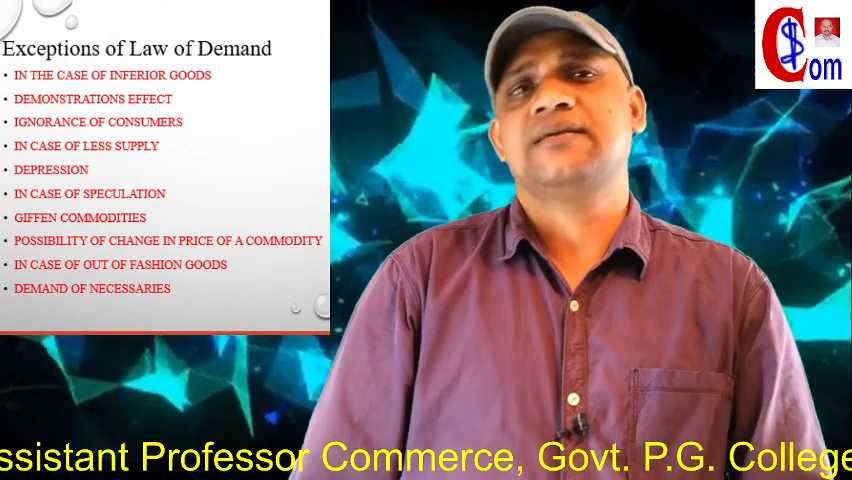 Exceptions of Law of Demand
• IN THE CASE OF INFERIOR GOODS
• DEMONSTRATIONS EFFECT
• IGNORANCE OF CONSUMERS
• IN CASE OF LESS SUPPLY
• DEPRESSION
• IN CASE OF SPECULATION
• GIFFEN COMMODITIES
• POSSIBILITY OF CHANGE IN PRICE OF A COMMODITY
• IN CASE OF OUT OF FASHION GOODS
• DEMAND OF NECESSARIES
C$om
ssistant Professor Commerce, Govt. P.G. College